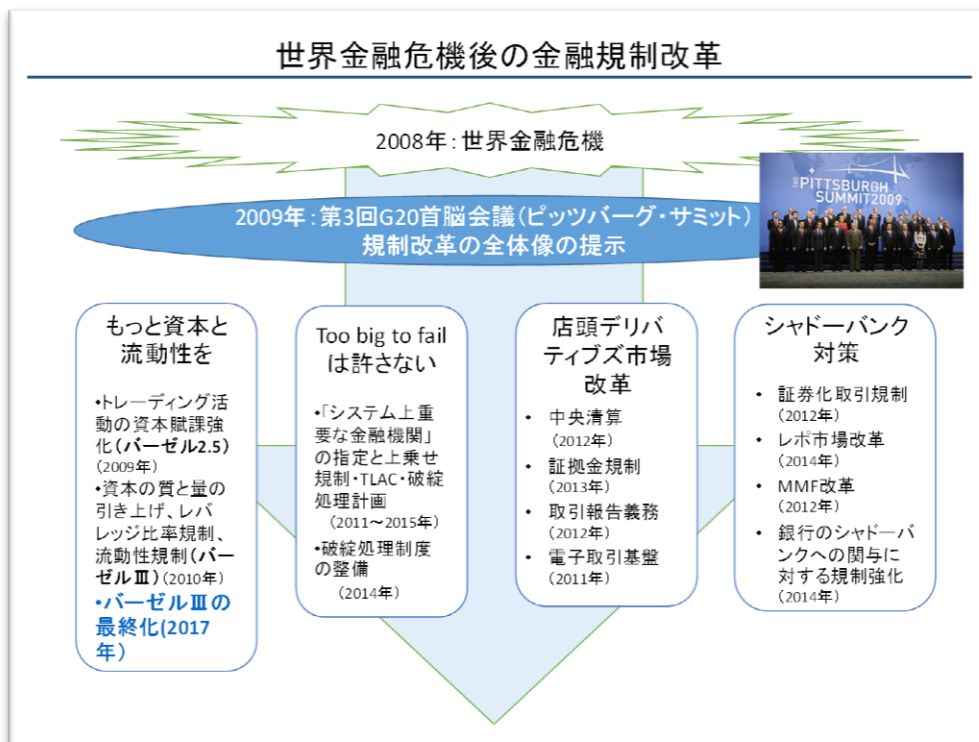 世界金融危機後の金融規制改革
2008年：世界金融危機
2009年：第3回G20首脳会議(ピッツバーグ・サミット)
規制改革の全体像の提示
THE PITTSBURGH
SUMMIT2009
もっと資本と
流動性を
•トレーディング活
動の資本賦課強
化(バーゼル2.5)
(2009年)
•資本の質と量の
引き上げ、レバ
レッジ比率規制、
流動性規制(バー
ゼルⅢ)(2010年)
•バーゼルⅢの
最終化(2017
年)
Too big to fail
は許さない
•「システム上重
要な金融機関」
の指定と上乗せ
規制・TLAC・破綻
処理計画
(2011～2015年)
•破綻処理制度
の整備
(2014年)
店頭デリバ
ティブズ市場
改革
• 中央清算
(2012年)
• 証拠金規制
(2013年)
• 取引報告義務
(2012年)
• 電子取引基盤
(2011年)
シャドーバンク
対策
• 証券化取引規制
(2012年)
• レポ市場改革
(2014年)
• MMF改革
(2012年)
• 銀行のシャドーバ
ンクへの関与に
対する規制強化
(2014年)